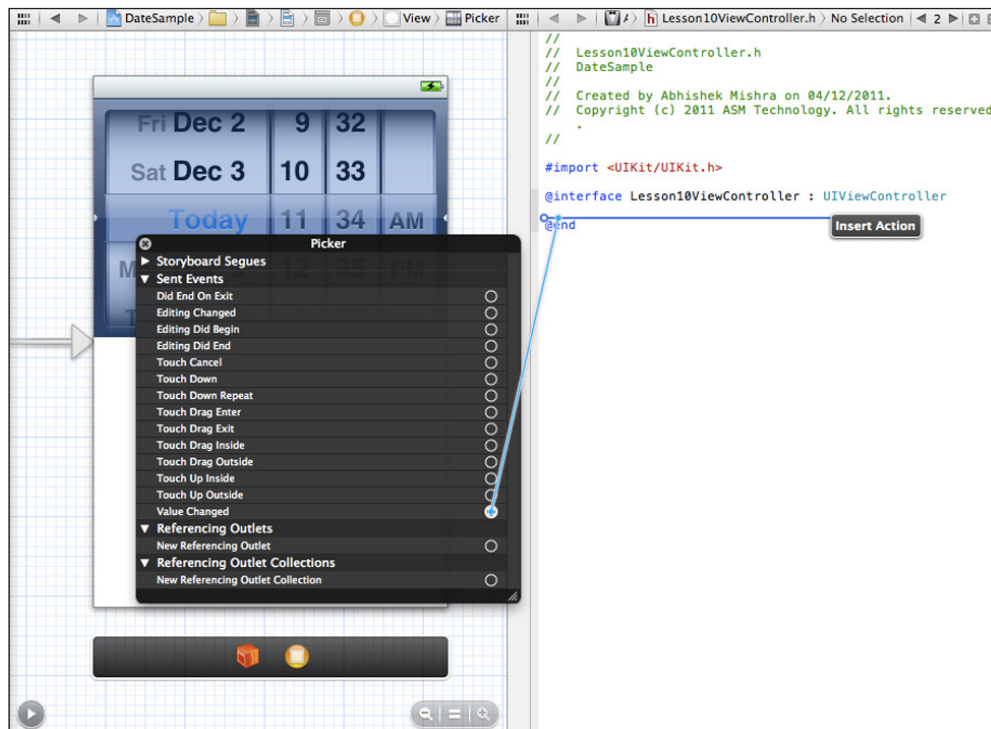 DateSample
View
Picker
Lesson10ViewController.h
No Selection
2
Fri Dec 2 9 32
Sat Dec 3 10 33
Today 11 34 AM
Picker
Storyboard Segues
Sent Events
Did End On Exit
Editing Changed
Editing Did Begin
Editing Did End
Touch Cancel
Touch Down
Touch Down Repeat
Touch Drag Enter
Touch Drag Exit
Touch Drag Inside
Touch Drag Outside
Touch Up Inside
Touch Up Outside
Value Changed
Referencing Outlets
New Referencing Outlet
Referencing Outlet Collections
New Referencing Outlet Collection
//
// Lesson10ViewController.h
// DateSample
//
// Created by Abhishek Mishra on 04/12/2011.
// Copyright (c) 2011 ASM Technology. All rights reserved
.
//
#import <UIKit/UIKit.h>
@interface Lesson10ViewController : UIViewController
@end
Insert Action